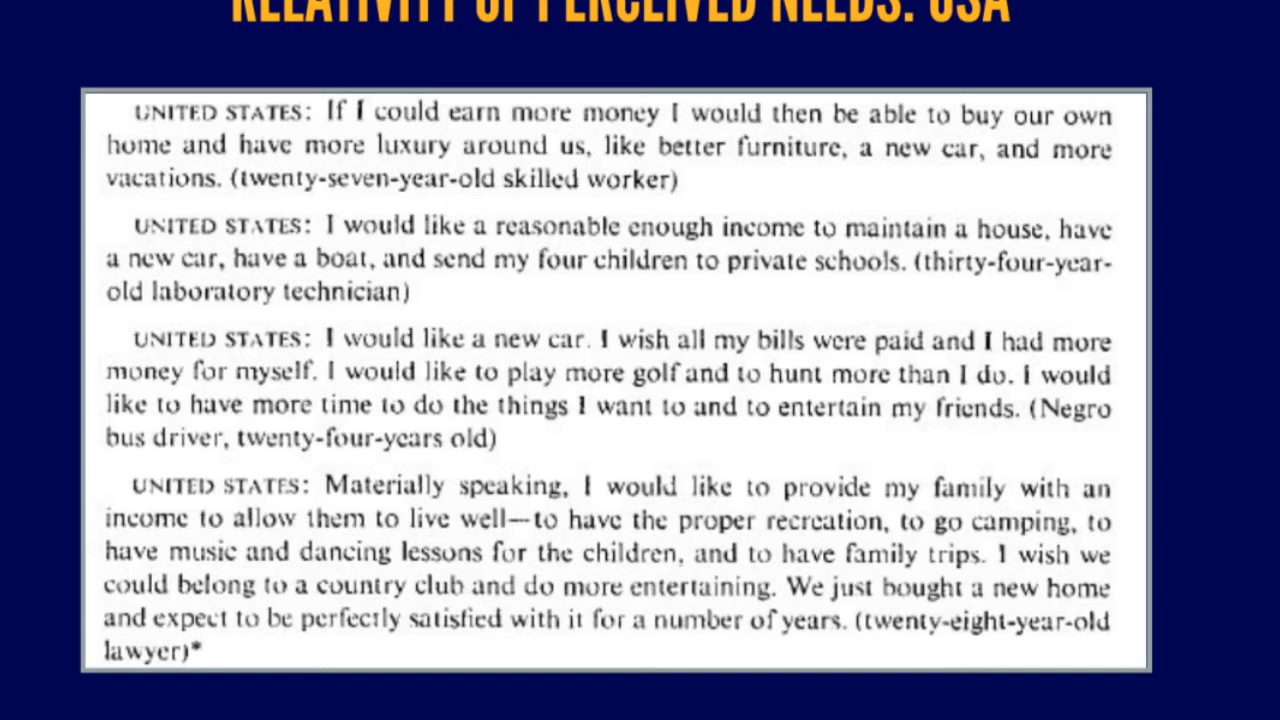 RELATIVITY OF PERCEIVED NEEDS: USA
UNITED STATES: If I could earn more money I would then be able to buy our own
home and have more luxury around us, like better furniture, a new car, and more
vacations. (twenty-seven-year-old skilled worker)
UNITED STATES: I would like a reasonable enough income to maintain a house, have
a new car, have a boat, and send my four children to private schools. (thirty-four-year-
old laboratory technician)
UNITED STATES: I would like a new car. I wish all my bills were paid and I had more
money for myself. I would like to play more golf and to hunt more than I do. I would
like to have more time to do the things I want to and to entertain my friends. (Negro
bus driver, twenty-four-years old)
UNITED STATES: Materially speaking, I would like to provide my family with an
income to allow them to live well—to have the proper recreation, to go camping, to
have music and dancing lessons for the children, and to have family trips. I wish we
could belong to a country club and do more entertaining. We just bought a new home
and expect to be perfectly satisfied with it for a number of years. (twenty-eight-year-old
lawyer)*